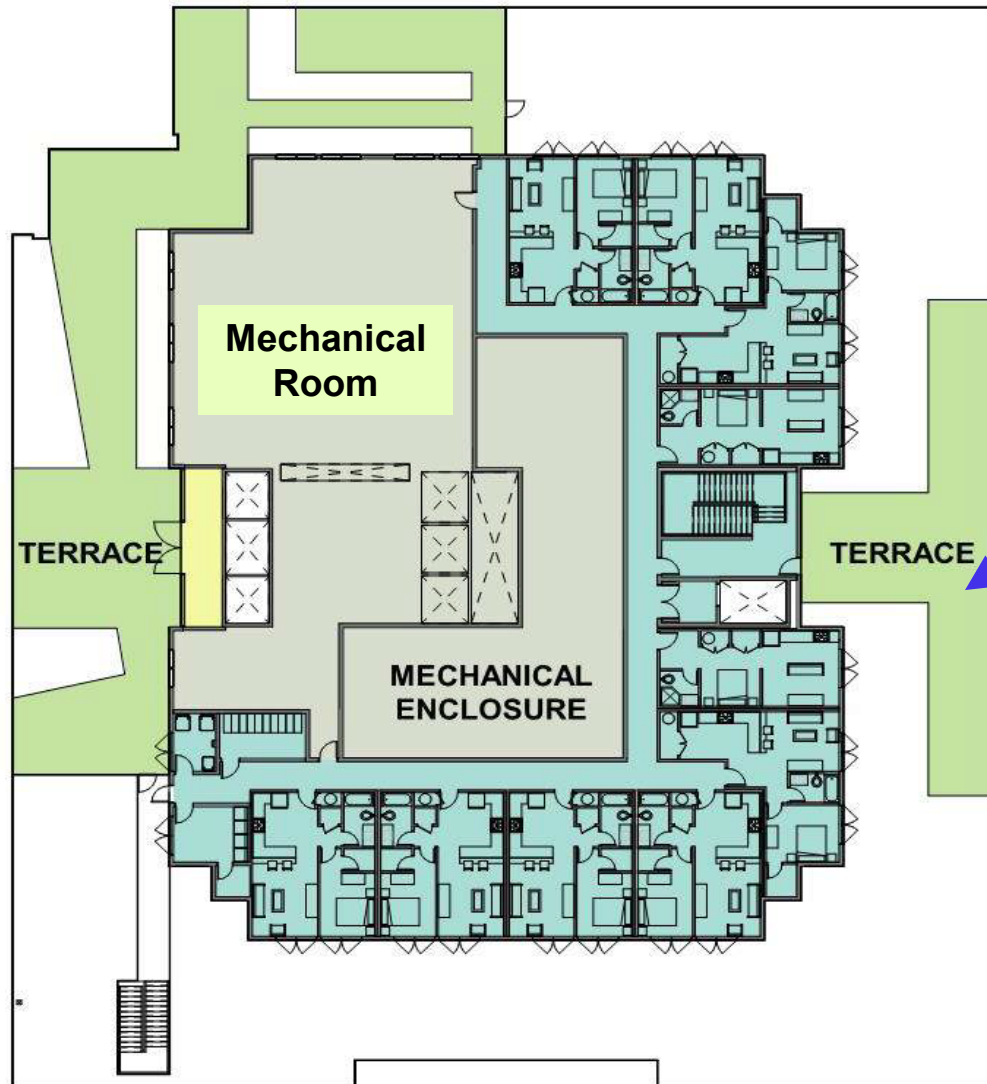 Mechanical
Room
TERRACE
TERRACE
MECHANICAL
ENCLOSURE